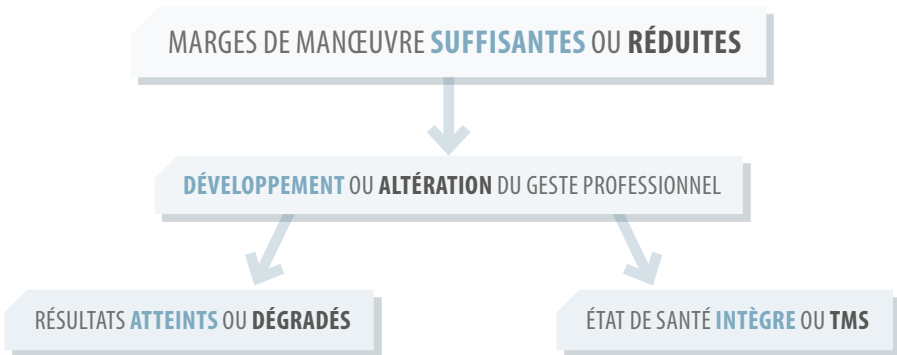 MARGES DE MANŒUVRE SUFFISANTES OU RÉDUITES
DÉVELOPPEMENT OU ALTÉRATION DU GESTE PROFESSIONNEL
RÉSULTATS ATTEINTS OU DÉGRADÉS
ÉTAT DE SANTÉ INTÈGRE OU TMS